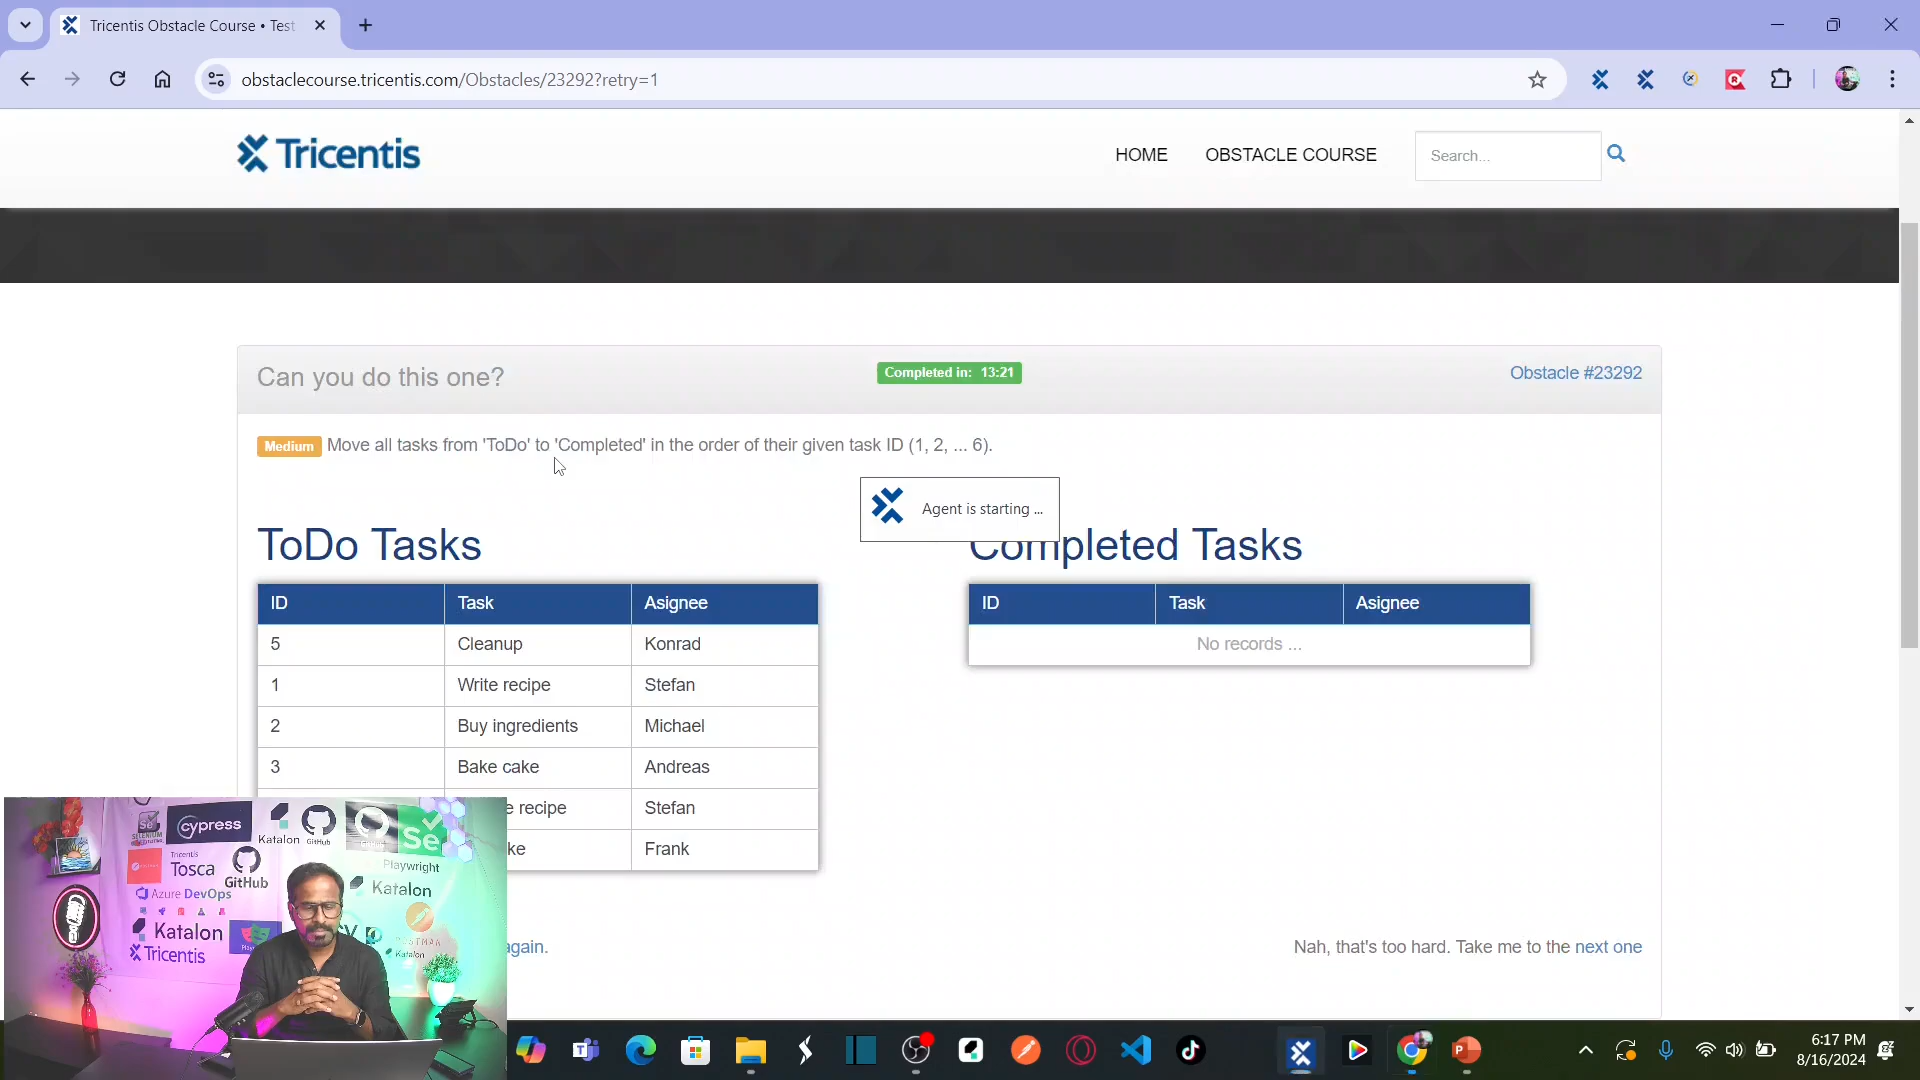 Tricentis Obstacle Course • Test
obstaclecourse.tricentis.com/Obstacles/23292?retry=1
Tricentis
HOME
OBSTACLE COURSE
Search...
Can you do this one?
Completed in: 13:21
Obstacle #23292
Medium Move all tasks from 'ToDo' to 'Completed' in the order of their given task ID (1, 2, ... 6).
Agent is starting ...
ToDo Tasks
Completed Tasks
ID Task Asignee
5 Cleanup Konrad
1 Write recipe Stefan
2 Buy ingredients Michael
3 Bake cake Andreas
e recipe Stefan
ke Frank
ID Task Asignee
No records ...
again.
Nah, that's too hard. Take me to the next one
Se
cypress
Katalon
GitHub
Se
Playwright
Tricentis
Tosca
GitHub
Katalon
Azure DevOps
Katalon
Tricentis
POSTMAN
Katalon
6:17 PM
8/16/2024